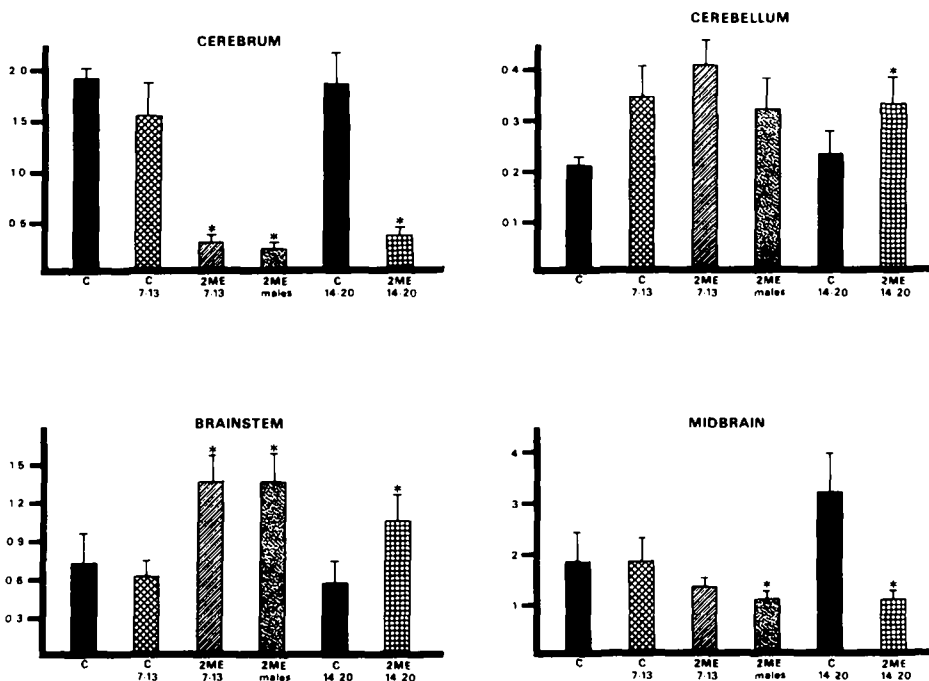 CEREBRUM
2 0
1 5
1 0
0 5
* * *
C C 2ME 2ME C 2ME
7-13 7-13 males 14-20 14-20
CEREBELLUM
0 4
0 3
0 2
0 1
*
C C 2ME 2ME C 2ME
7-13 7-13 males 14-20 14-20
BRAINSTEM
1 5
1 2
0 9
0 6
0 3
* * *
C C 2ME 2ME C 2ME
7-13 7-13 males 14 20 14 20
MIDBRAIN
4
3
2
1
* *
C C 2ME 2ME C 2ME
7-13 7-13 males 14 20 14 20